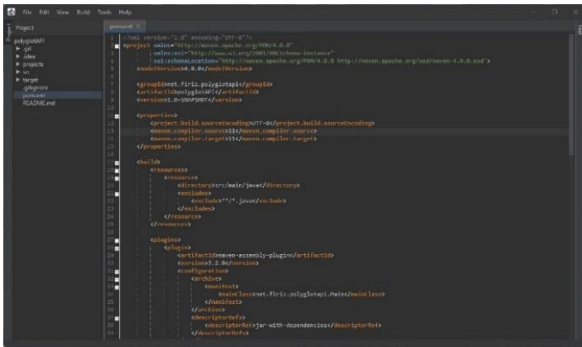 File Edit View Build Tools Help
Project
polyglotAPI
.git
.idea
projects
src
target
.gitignore
pom.xml
README.md
pom.xml
<?xml version="1.0" encoding="UTF-8"?>
<project xmlns="http://maven.apache.org/POM/4.0.0"
xmlns:xsi="http://www.w3.org/2001/XMLSchema-instance"
xsi:schemaLocation="http://maven.apache.org/POM/4.0.0 http://maven.apache.org/xsd/maven-4.0.0.xsd">
<modelVersion>4.0.0</modelVersion>
<groupId>net.firiz.polyglotapi</groupId>
<artifactId>polyglotAPI</artifactId>
<version>1.0-SNAPSHOT</version>
<properties>
<project.build.sourceEncoding>UTF-8</project.build.sourceEncoding>
<maven.compiler.source>11</maven.compiler.source>
<maven.compiler.target>11</maven.compiler.target>
</properties>
<build>
<resources>
<resource>
<directory>src/main/java</directory>
<excludes>
<exclude>**/*.java</exclude>
</excludes>
</resource>
</resources>
<plugins>
<plugin>
<artifactId>maven-assembly-plugin</artifactId>
<version>3.2.0</version>
<configuration>
<archive>
<manifest>
<mainClass>net.firiz.polyglotapi.Main</mainClass>
</manifest>
</archive>
<descriptorRefs>
<descriptorRef>jar-with-dependencies</descriptorRef>
</descriptorRefs>